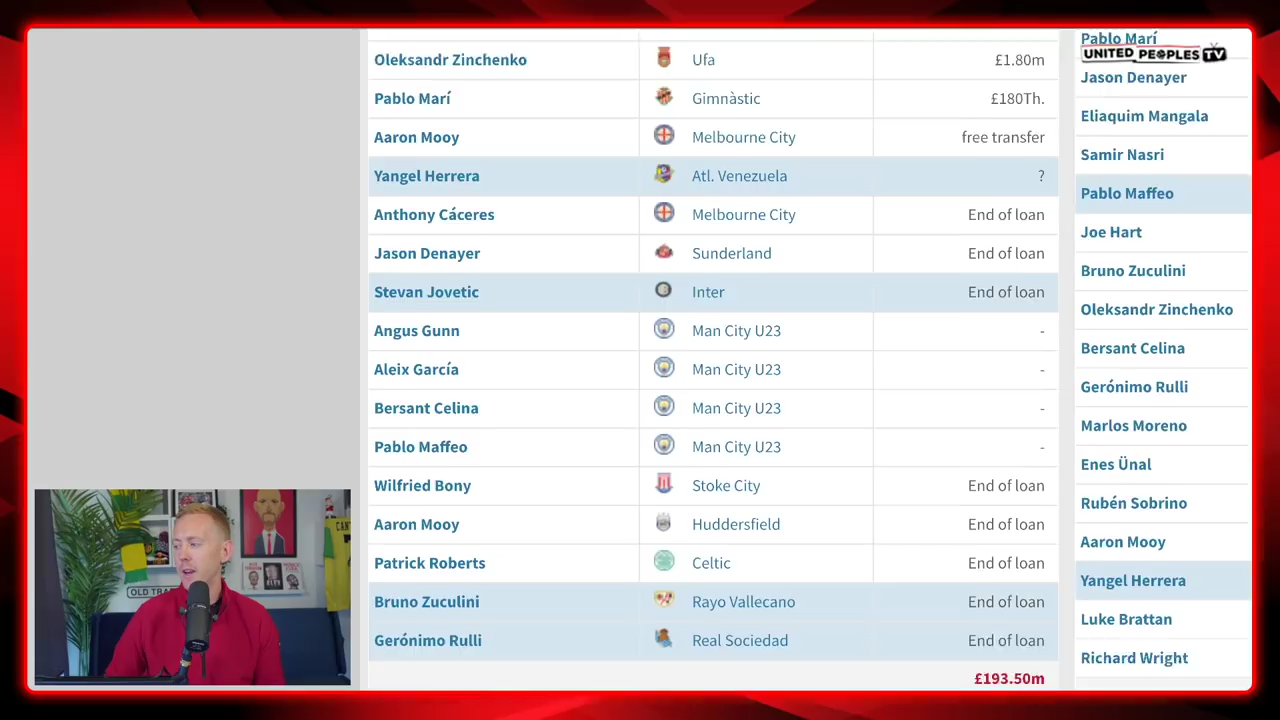 Oleksandr Zinchenko Ufa £1.80m
Pablo Marí Gimnàstic £180Th.
Aaron Mooy Melbourne City free transfer
Yangel Herrera Atl. Venezuela ?
Anthony Cáceres Melbourne City End of loan
Jason Denayer Sunderland End of loan
Stevan Jovetic Inter End of loan
Angus Gunn Man City U23 -
Aleix García Man City U23 -
Bersant Celina Man City U23 -
Pablo Maffeo Man City U23 -
Wilfried Bony Stoke City End of loan
Aaron Mooy Huddersfield End of loan
Patrick Roberts Celtic End of loan
Bruno Zuculini Rayo Vallecano End of loan
Gerónimo Rulli Real Sociedad End of loan
£193.50m
Pablo Marí
UNITED PEOPLES TV
Jason Denayer
Eliaquim Mangala
Samir Nasri
Pablo Maffeo
Joe Hart
Bruno Zuculini
Oleksandr Zinchenko
Bersant Celina
Gerónimo Rulli
Marlos Moreno
Enes Ünal
Rubén Sobrino
Aaron Mooy
Yangel Herrera
Luke Brattan
Richard Wright
OLD TRA
CANT